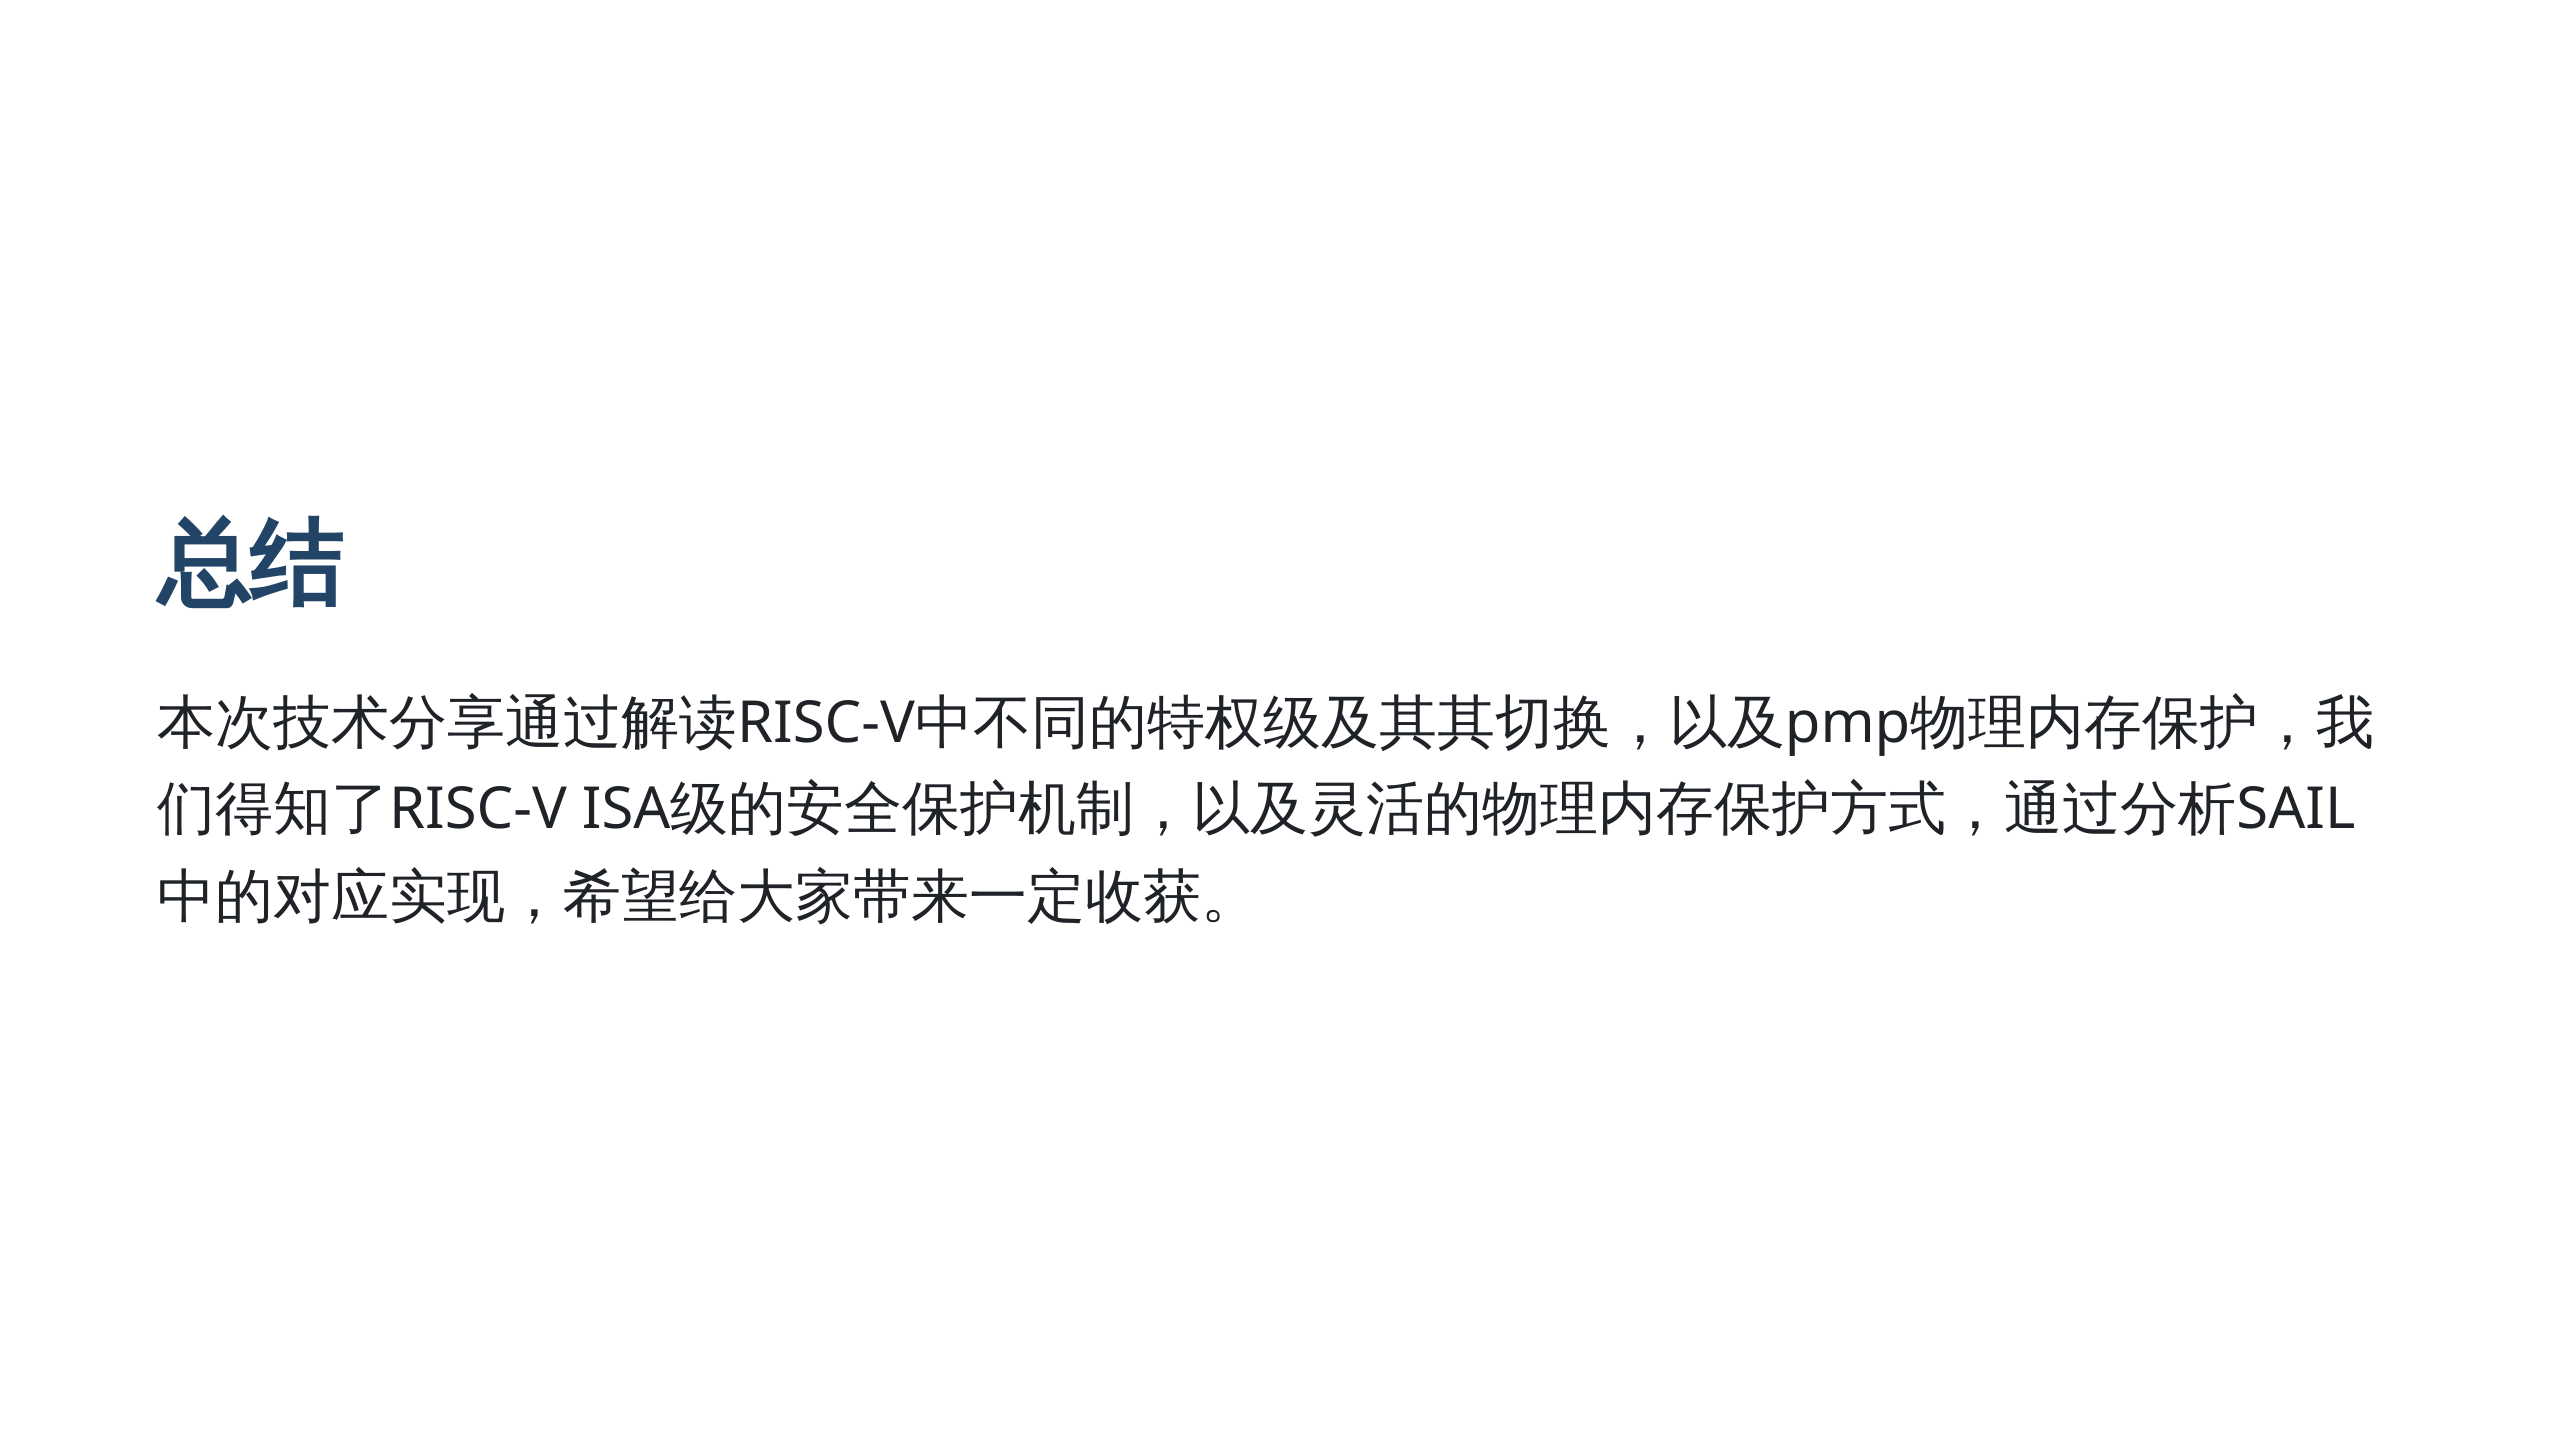 总结
本次技术分享通过解读RISC-V中不同的特权级及其其切换，以及pmp物理内存保护，我
们得知了RISC-V ISA级的安全保护机制，以及灵活的物理内存保护方式，通过分析SAIL
中的对应实现，希望给大家带来一定收获。